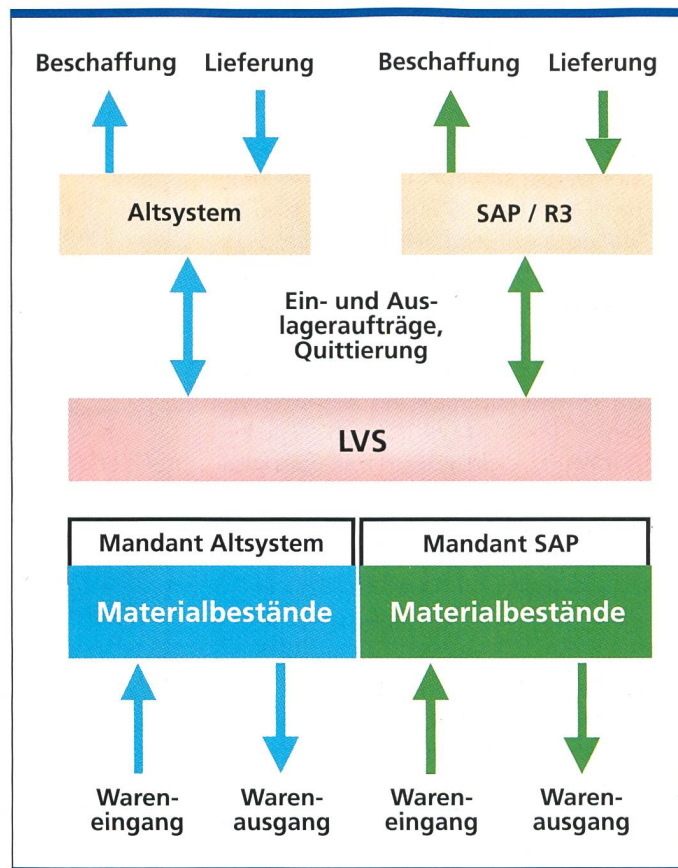 Beschaffung Lieferung Beschaffung Lieferung
Altsystem SAP / R3
Ein- und Aus-
lageraufträge,
Quittierung
LVS
Mandant Altsystem Mandant SAP
Materialbestände Materialbestände
Waren- Waren- Waren- Waren-
eingang ausgang eingang ausgang